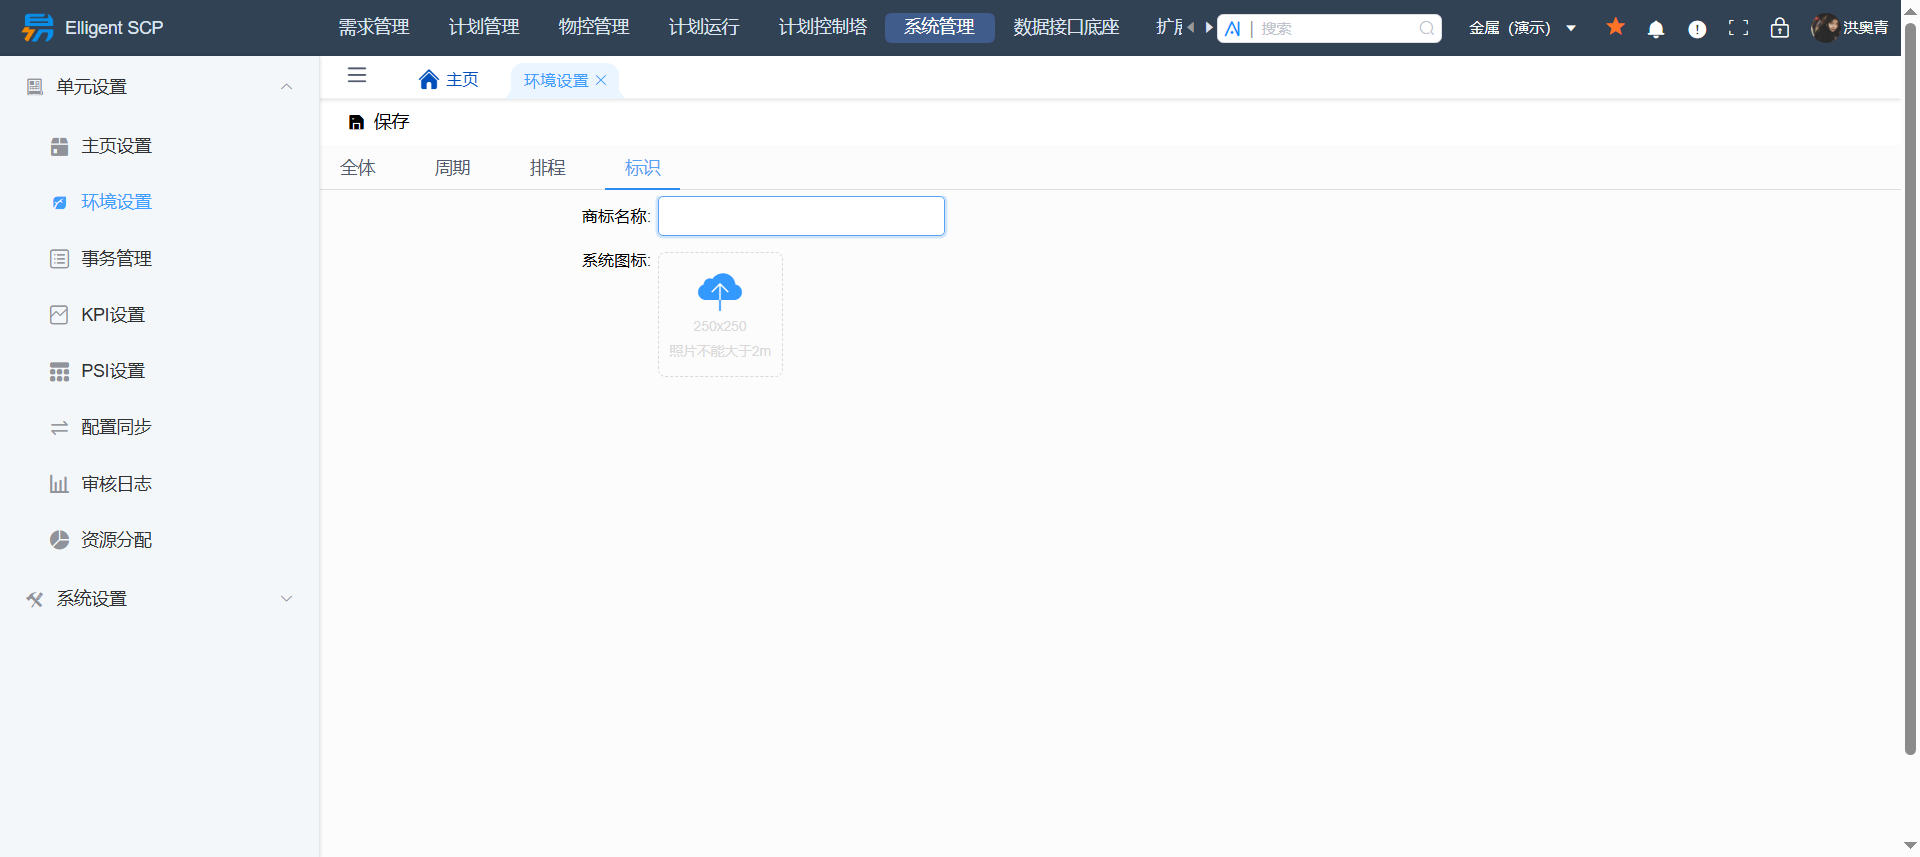 Elligent SCP
需求管理 计划管理 物控管理 计划运行 计划控制塔 系统管理 数据接口底座 扩展
AI | 搜索
金属（演示）
洪奥青
单元设置
主页设置
环境设置
事务管理
KPI设置
PSI设置
配置同步
审核日志
资源分配
系统设置
主页 环境设置
保存
全体 周期 排程 标识
商标名称:
系统图标:
250x250
照片不能大于2m